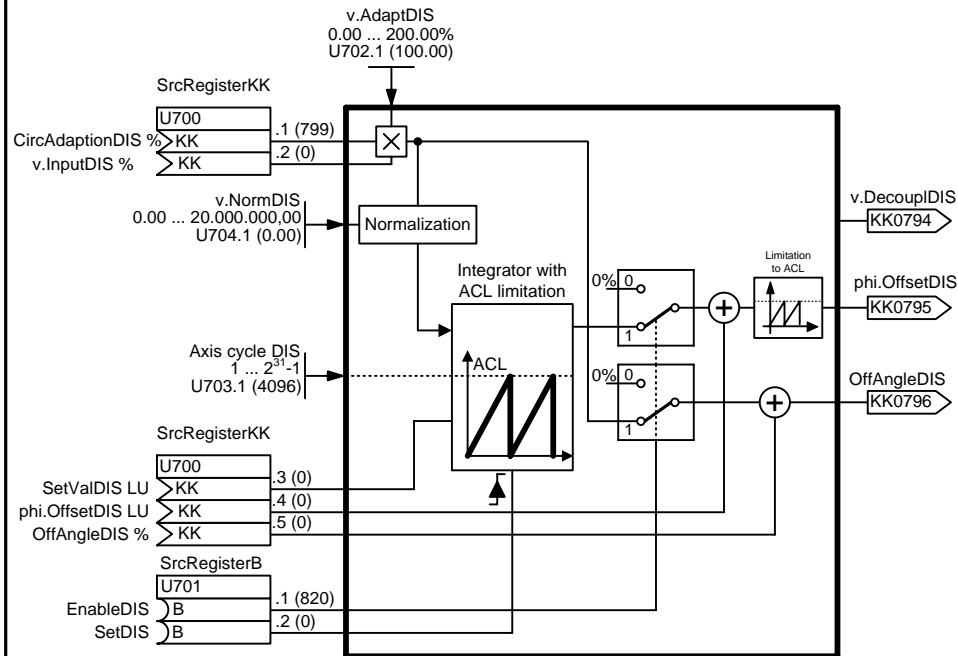 v.AdaptDIS
0.00 ... 200.00%
U702.1 (100.00)
SrcRegisterKK
U700
CircAdaptionDIS % KK .1 (799)
v.InputDIS % KK .2 (0)
v.NormDIS
0.00 ... 20.000.000,00
U704.1 (0.00)
Normalization
Integrator with
ACL limitation
ACL
Axis cycle DIS
1 ... 2³¹-1
U703.1 (4096)
0% 0
1
0% 0
1
Limitation
to ACL
v.DecouplDIS
KK0794
phi.OffsetDIS
KK0795
OffAngleDIS
KK0796
SrcRegisterKK
U700
SetValDIS LU KK .3 (0)
phi.OffsetDIS LU KK .4 (0)
OffAngleDIS % KK .5 (0)
SrcRegisterB
U701
EnableDIS B .1 (820)
SetDIS B .2 (0)